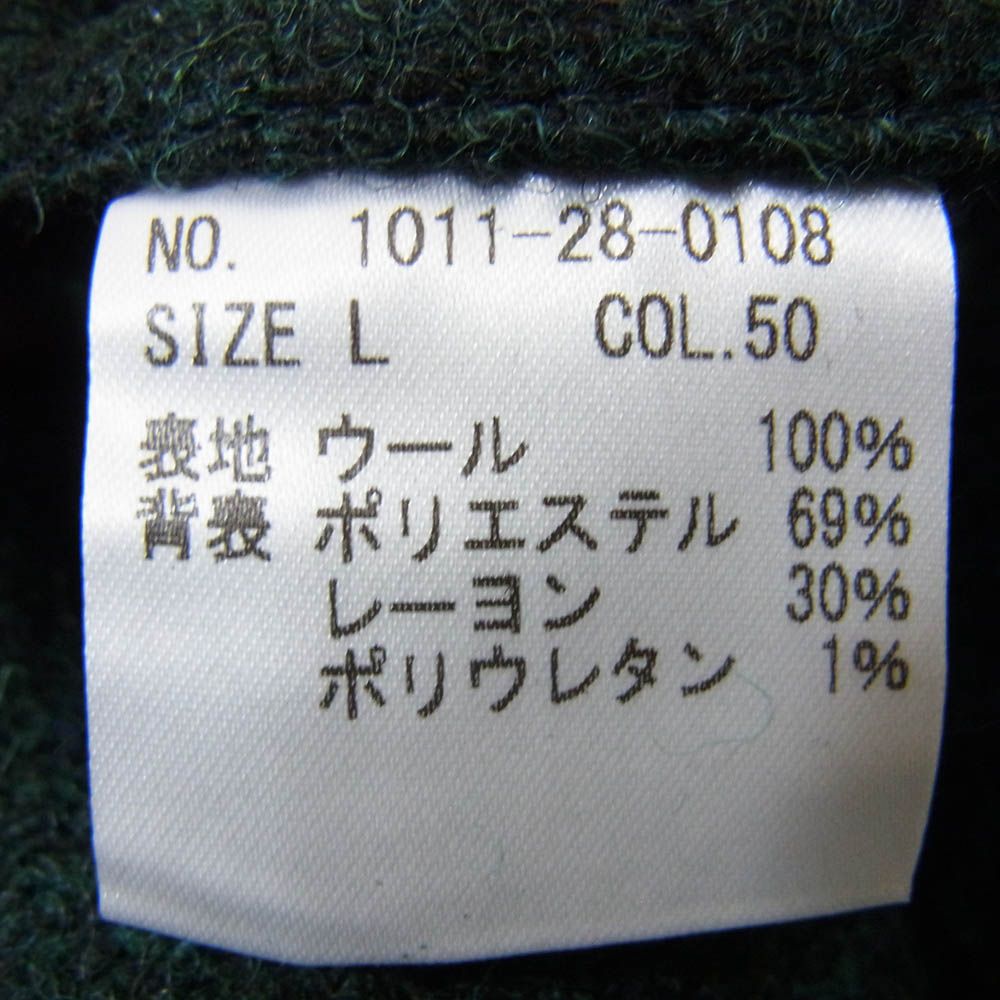 NO. 1011-28-0108
SIZE L COL.50
表地 ウール 100%
背裏 ポリエステル 69%
レーヨン 30%
ポリウレタン 1%